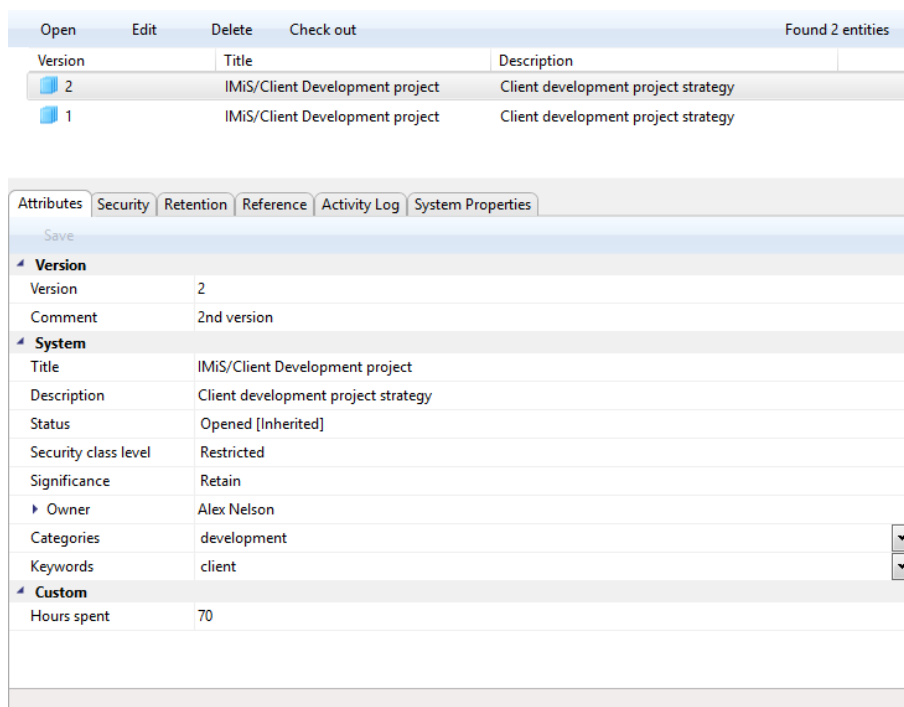 Open Edit Delete Check out Found 2 entities
Version Title Description
2 IMiS/Client Development project Client development project strategy
1 IMiS/Client Development project Client development project strategy
Attributes Security Retention Reference Activity Log System Properties
Save
Version
Version 2
Comment 2nd version
System
Title IMiS/Client Development project
Description Client development project strategy
Status Opened [Inherited]
Security class level Restricted
Significance Retain
Owner Alex Nelson
Categories development
Keywords client
Custom
Hours spent 70